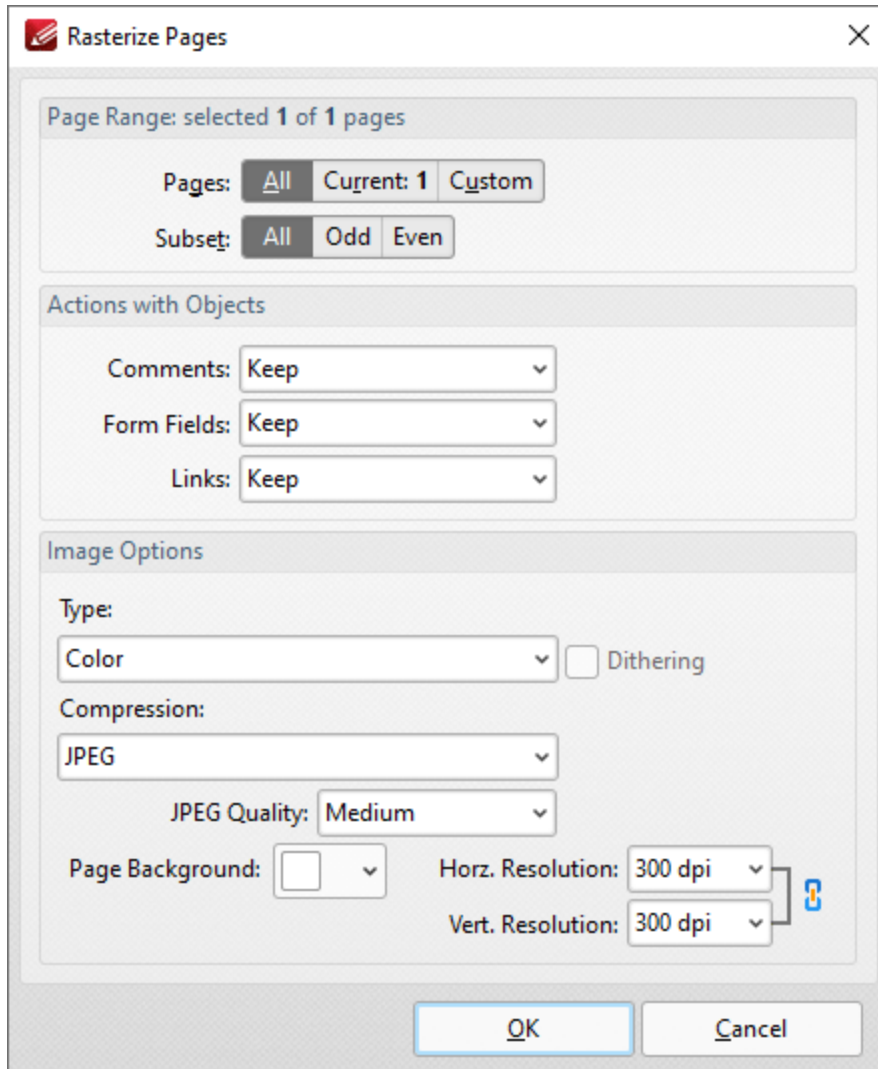 Rasterize Pages
Page Range: selected 1 of 1 pages
Pages: All Current: 1 Custom
Subset: All Odd Even
Actions with Objects
Comments: Keep
Form Fields: Keep
Links: Keep
Image Options
Type:
Color Dithering
Compression:
JPEG
JPEG Quality: Medium
Page Background: Horz. Resolution: 300 dpi
Vert. Resolution: 300 dpi
OK Cancel